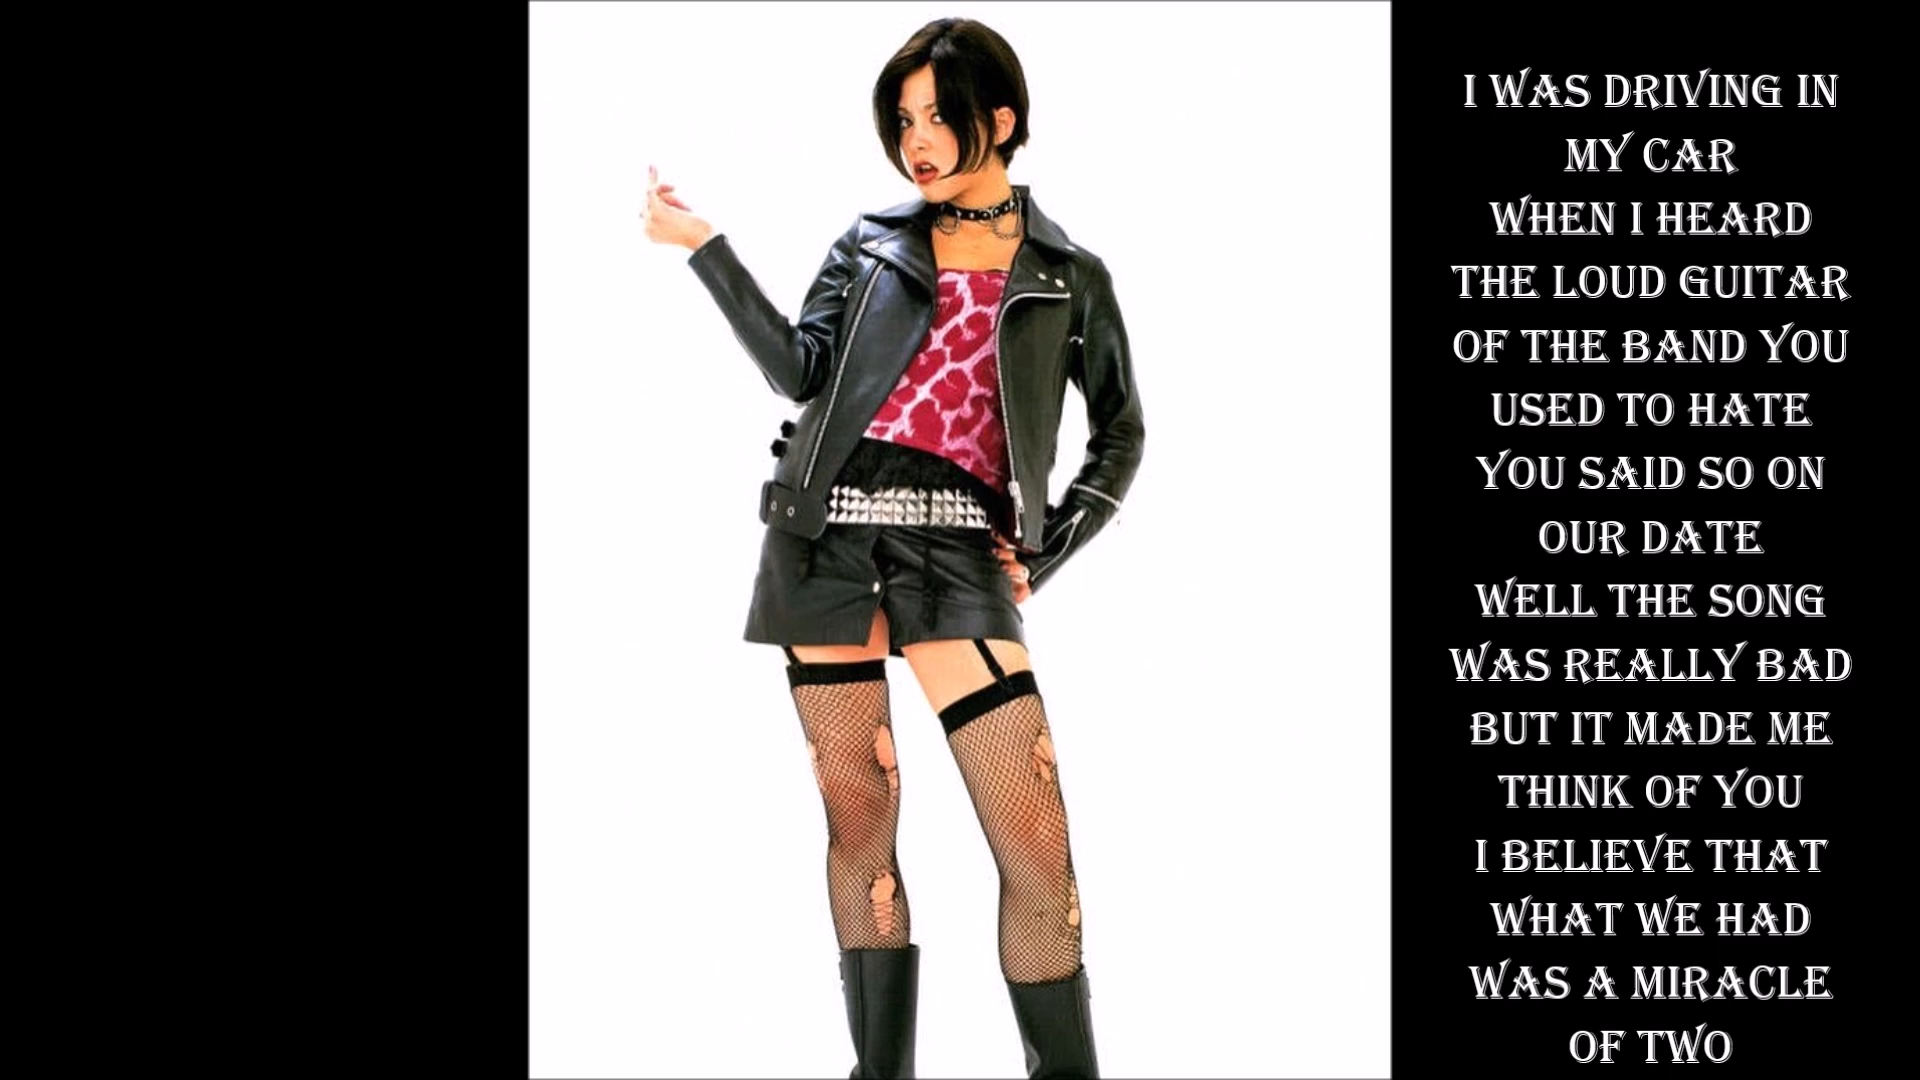 I WAS DRIVING IN
MY CAR
WHEN I HEARD
THE LOUD GUITAR
OF THE BAND YOU
USED TO HATE
YOU SAID SO ON
OUR DATE
WELL THE SONG
WAS REALLY BAD
BUT IT MADE ME
THINK OF YOU
I BELIEVE THAT
WHAT WE HAD
WAS A MIRACLE
OF TWO